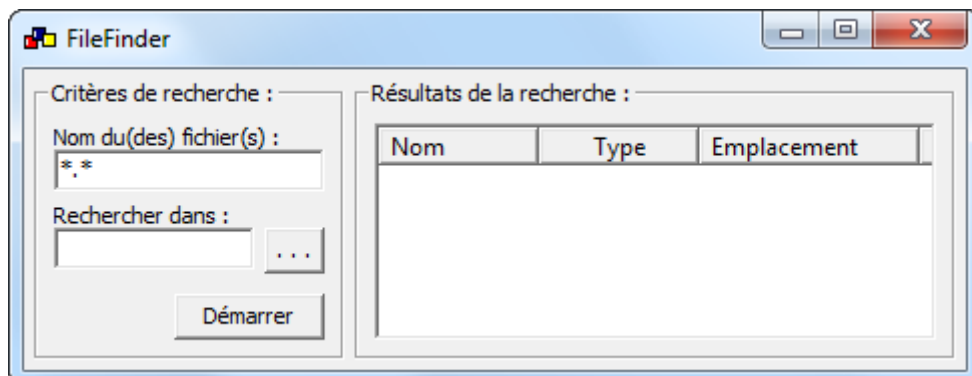 FileFinder
Critères de recherche :
Nom du(des) fichier(s) :
*.*
Rechercher dans :
...
Démarrer
Résultats de la recherche :
Nom Type Emplacement